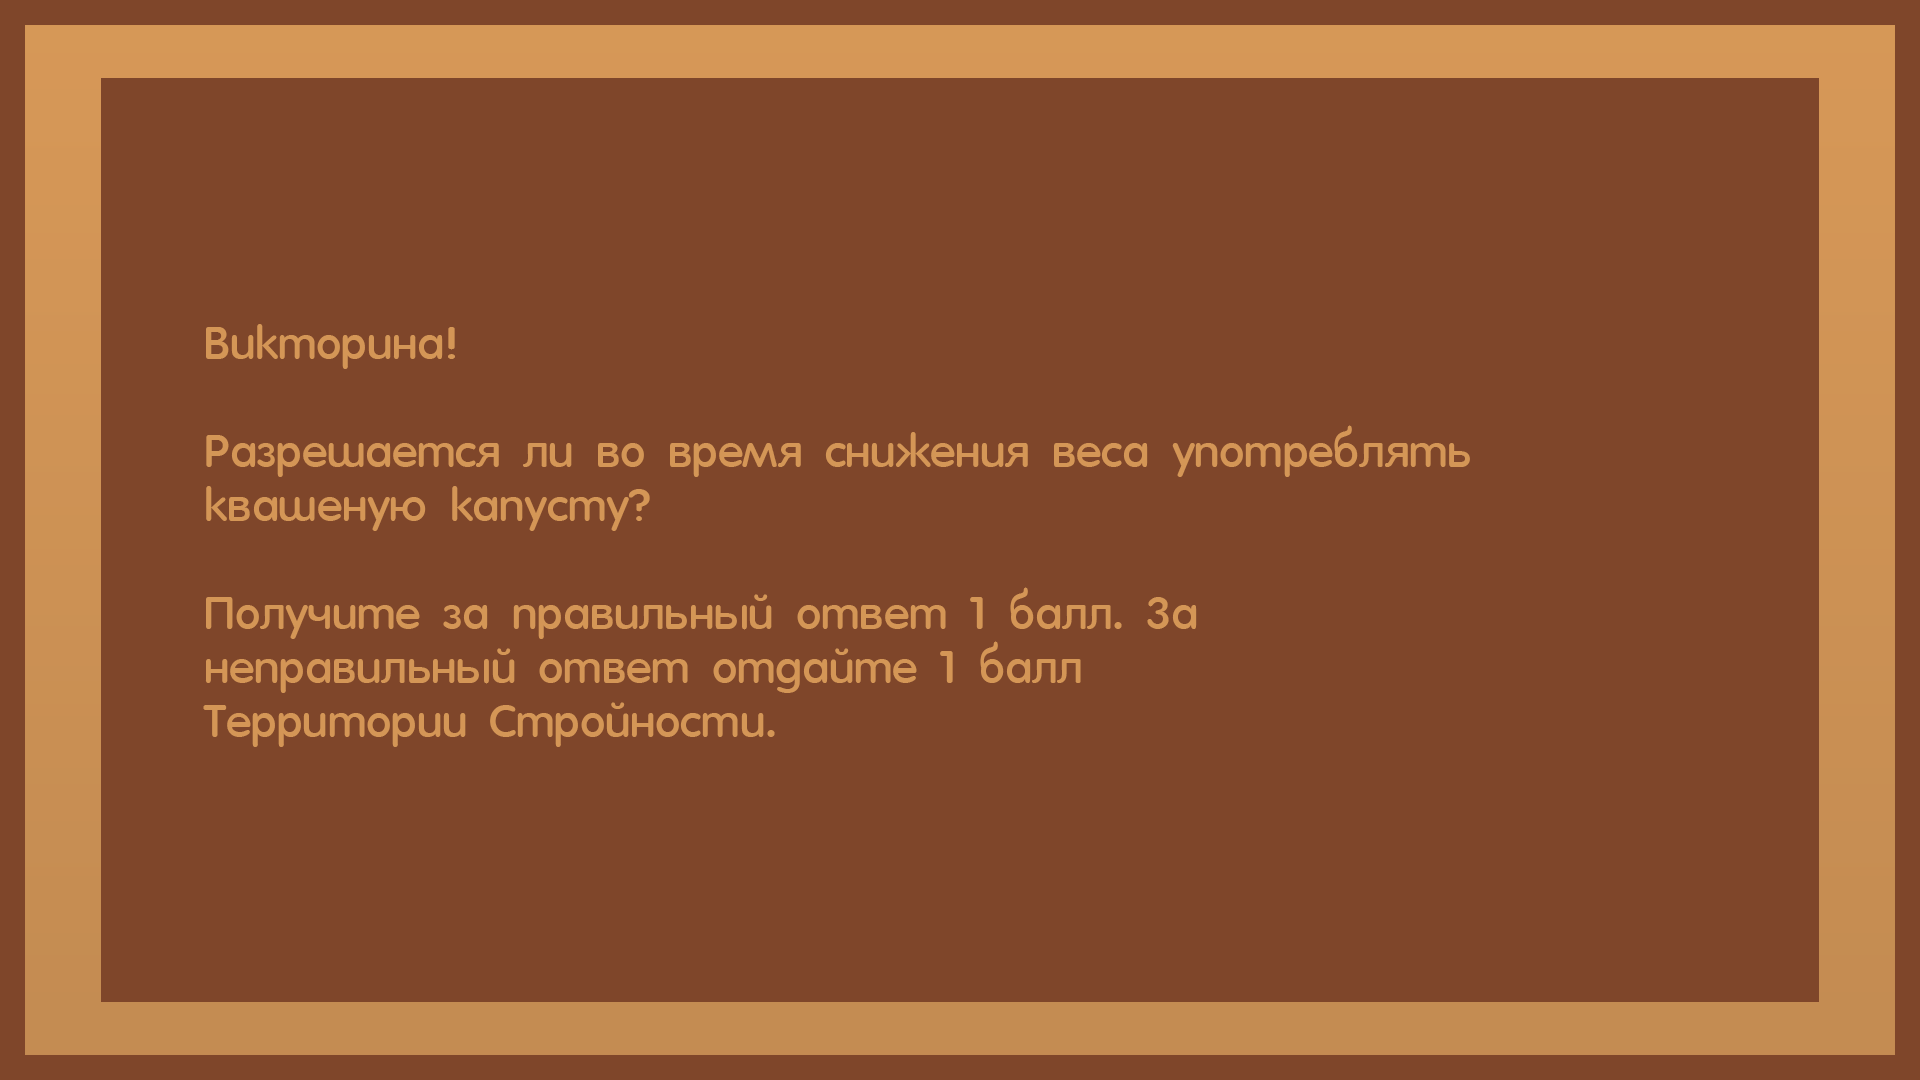 Викторина!
Разрешается ли во время снижения веса употреблять
квашеную капусту?
Получите за правильный ответ 1 балл. За
неправильный ответ отдайте 1 балл
Территории Стройности.